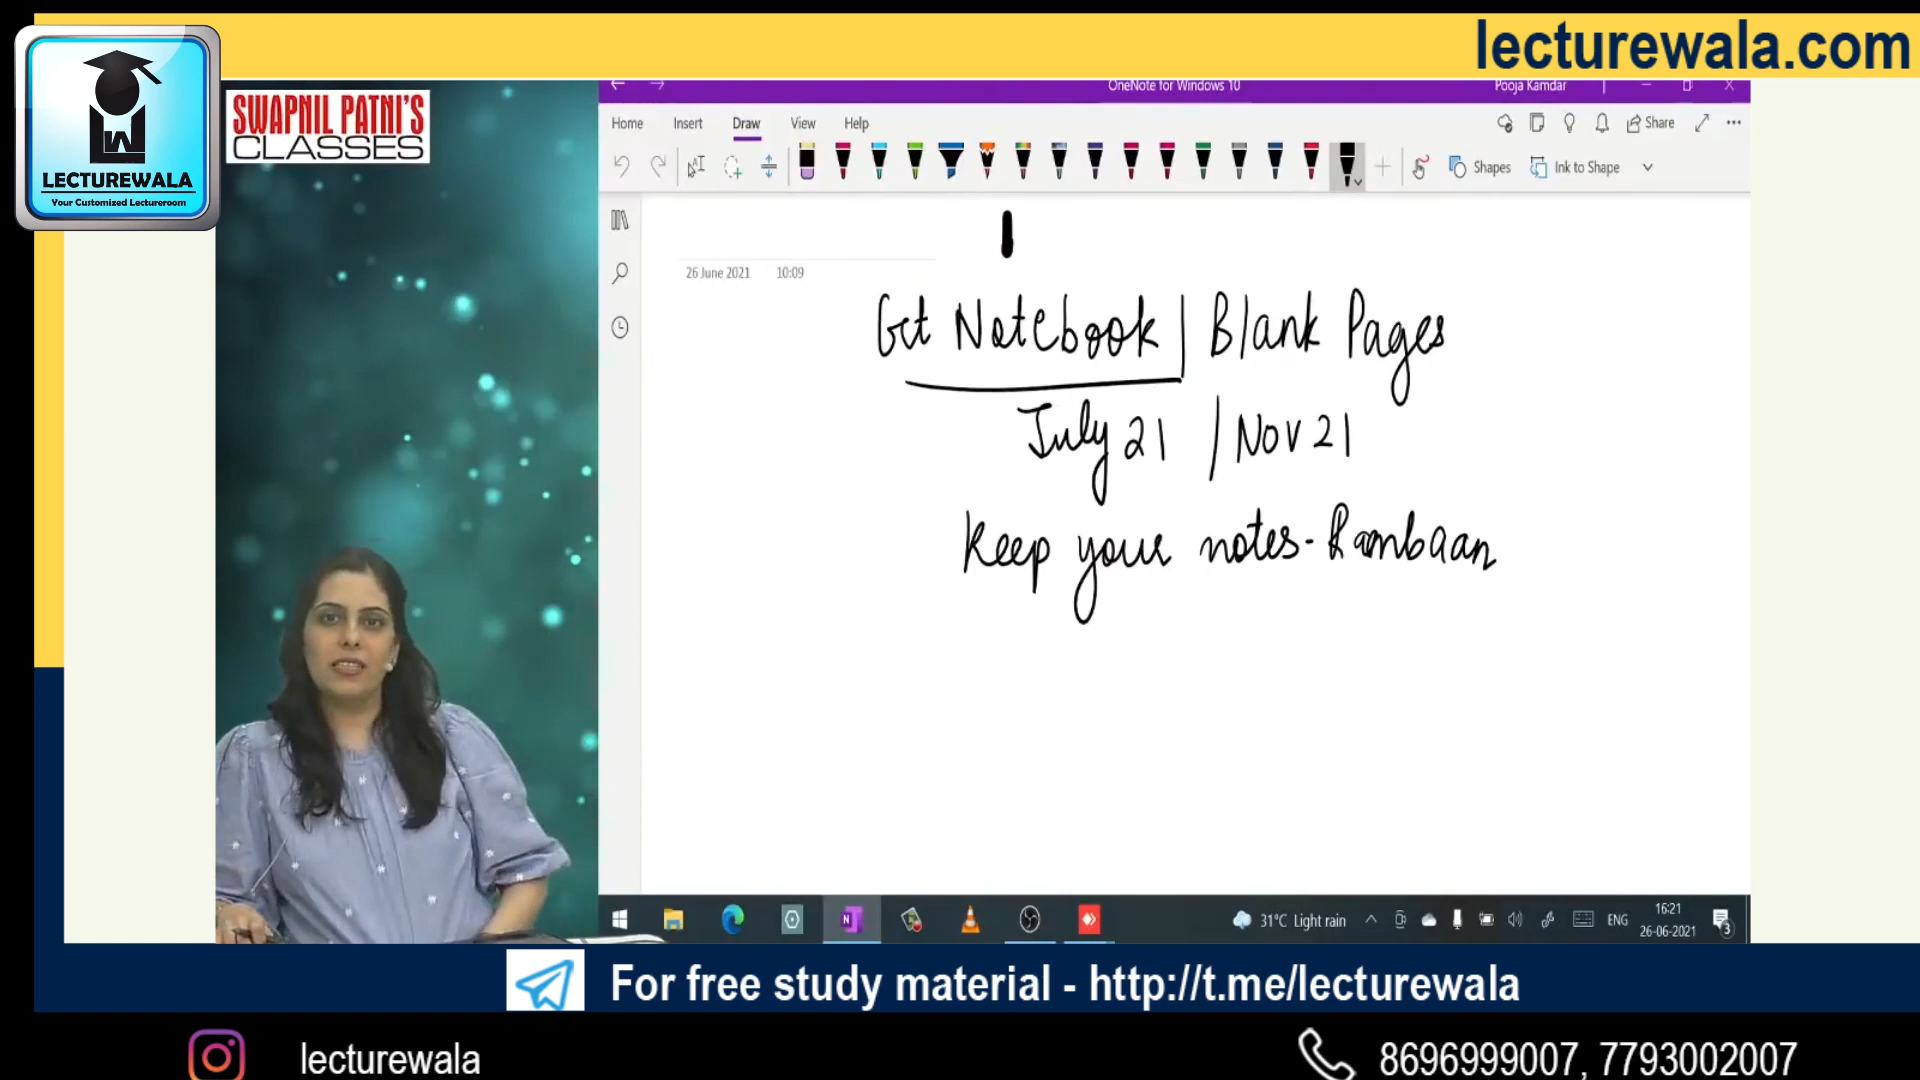 lecturewala.com
LW
LECTUREWALA
Your Customized Lectureroom
SWAPNIL PATNI'S
CLASSES
OneNote for Windows 10
Pooja Kamdar
Home Insert Draw View Help
Share
Shapes
Ink to Shape
26 June 2021 10:09
Get Notebook | Blank Pages
July 21 / Nov 21
Keep your notes - Rambaan
31°C Light rain
ENG
16:21
26-06-2021
3
For free study material - http://t.me/lecturewala
lecturewala
8696999007, 7793002007